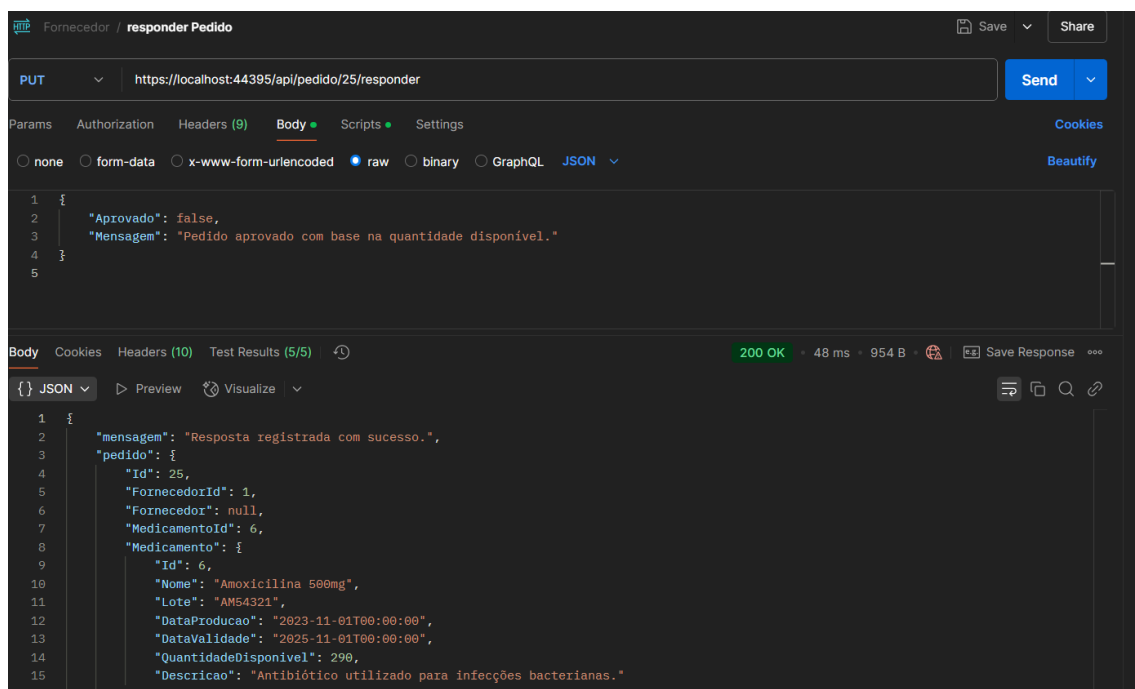 HTTP Fornecedor / responder Pedido Save Share
PUT https://localhost:44395/api/pedido/25/responder Send
Params Authorization Headers (9) Body Scripts Settings Cookies
none form-data x-www-form-urlencoded raw binary GraphQL JSON Beautify
1 {
2 "Aprovado": false,
3 "Mensagem": "Pedido aprovado com base na quantidade disponível."
4 }
5
Body Cookies Headers (10) Test Results (5/5) 200 OK • 48 ms • 954 B • e.g. Save Response
{} JSON Preview Visualize
1 {
2 "mensagem": "Resposta registrada com sucesso.",
3 "pedido": {
4 "Id": 25,
5 "FornecedorId": 1,
6 "Fornecedor": null,
7 "MedicamentoId": 6,
8 "Medicamento": {
9 "Id": 6,
10 "Nome": "Amoxicilina 500mg",
11 "Lote": "AM54321",
12 "DataProducao": "2023-11-01T00:00:00",
13 "DataValidade": "2025-11-01T00:00:00",
14 "QuantidadeDisponivel": 290,
15 "Descricao": "Antibiótico utilizado para infecções bacterianas."